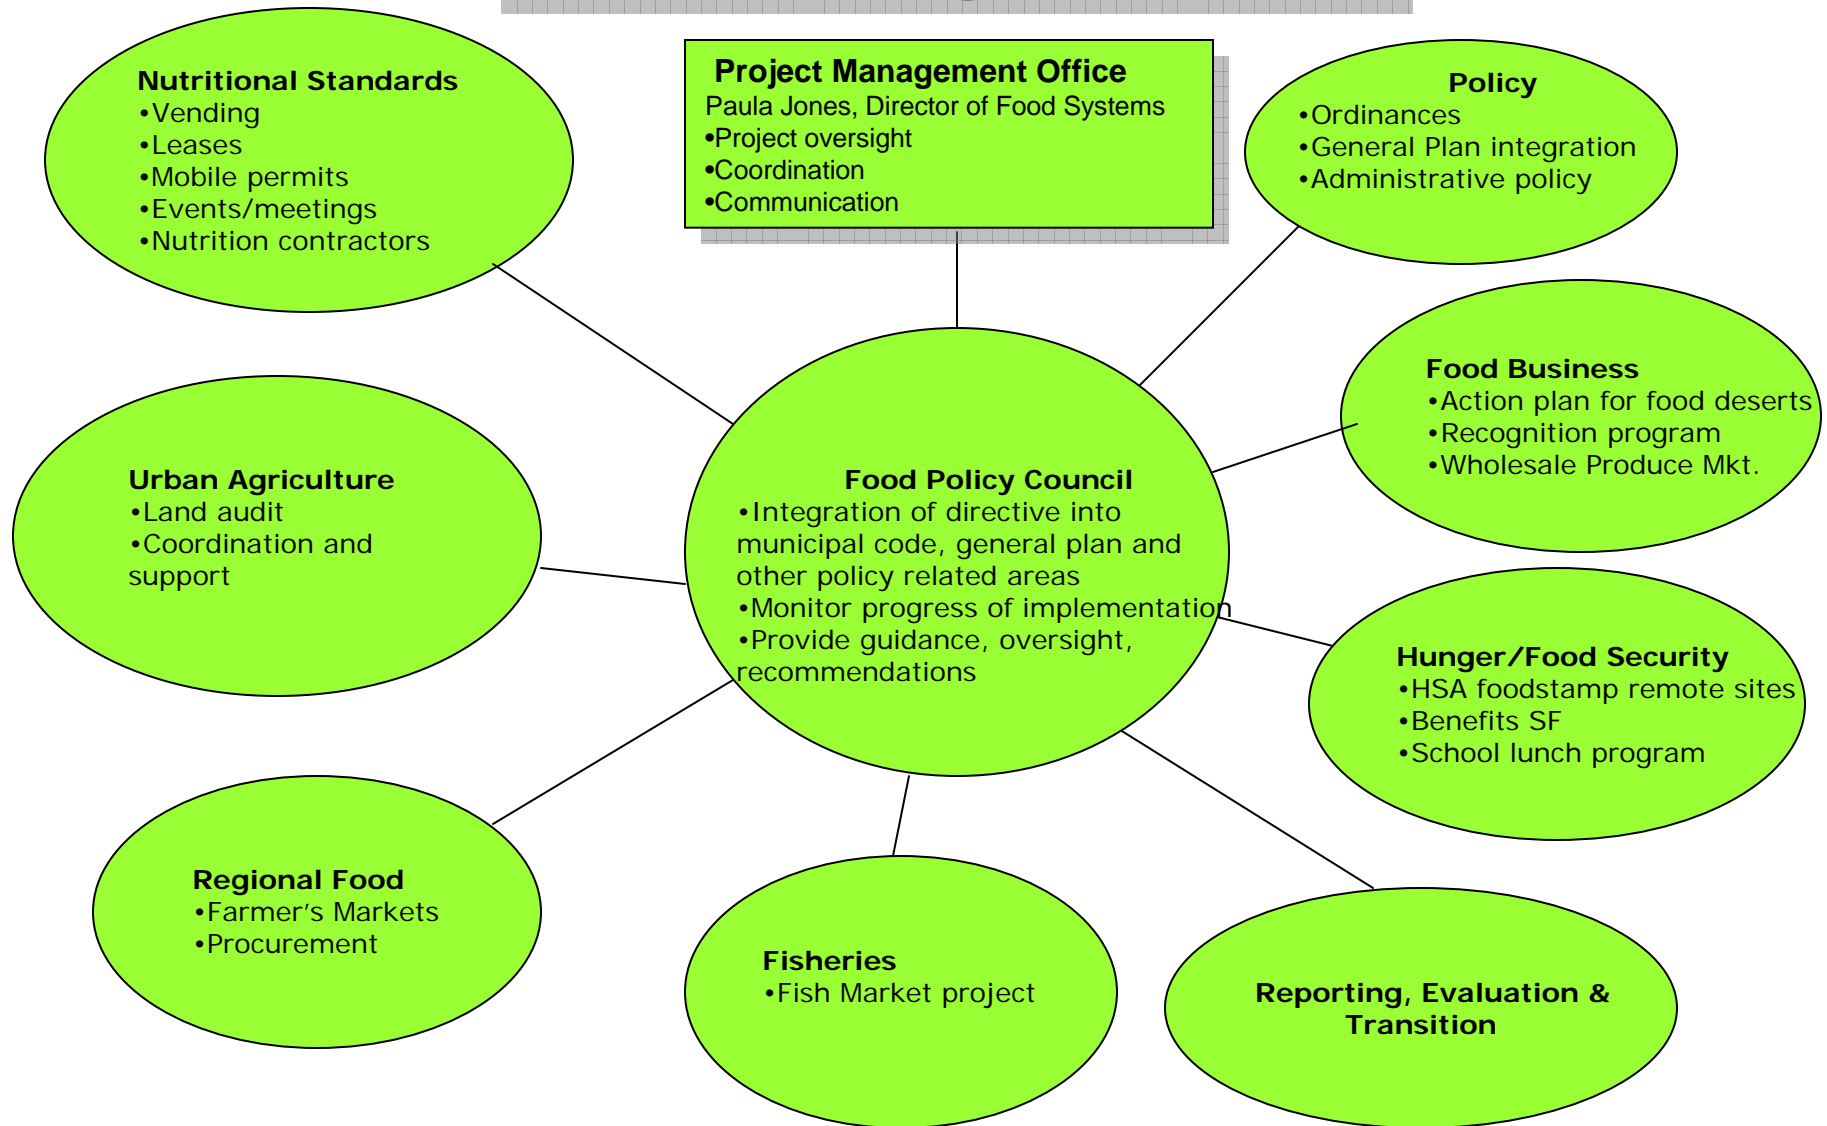 Nutritional Standards
•Vending
•Leases
•Mobile permits
•Events/meetings
•Nutrition contractors
Project Management Office
Paula Jones, Director of Food Systems
•Project oversight
•Coordination
•Communication
Policy
•Ordinances
•General Plan integration
•Administrative policy
Food Business
•Action plan for food deserts
•Recognition program
•Wholesale Produce Mkt.
Urban Agriculture
•Land audit
•Coordination and
support
Food Policy Council
•Integration of directive into
municipal code, general plan and
other policy related areas
•Monitor progress of implementation
•Provide guidance, oversight,
recommendations
Hunger/Food Security
•HSA foodstamp remote sites
•Benefits SF
•School lunch program
Regional Food
•Farmer’s Markets
•Procurement
Fisheries
•Fish Market project
Reporting, Evaluation &
Transition